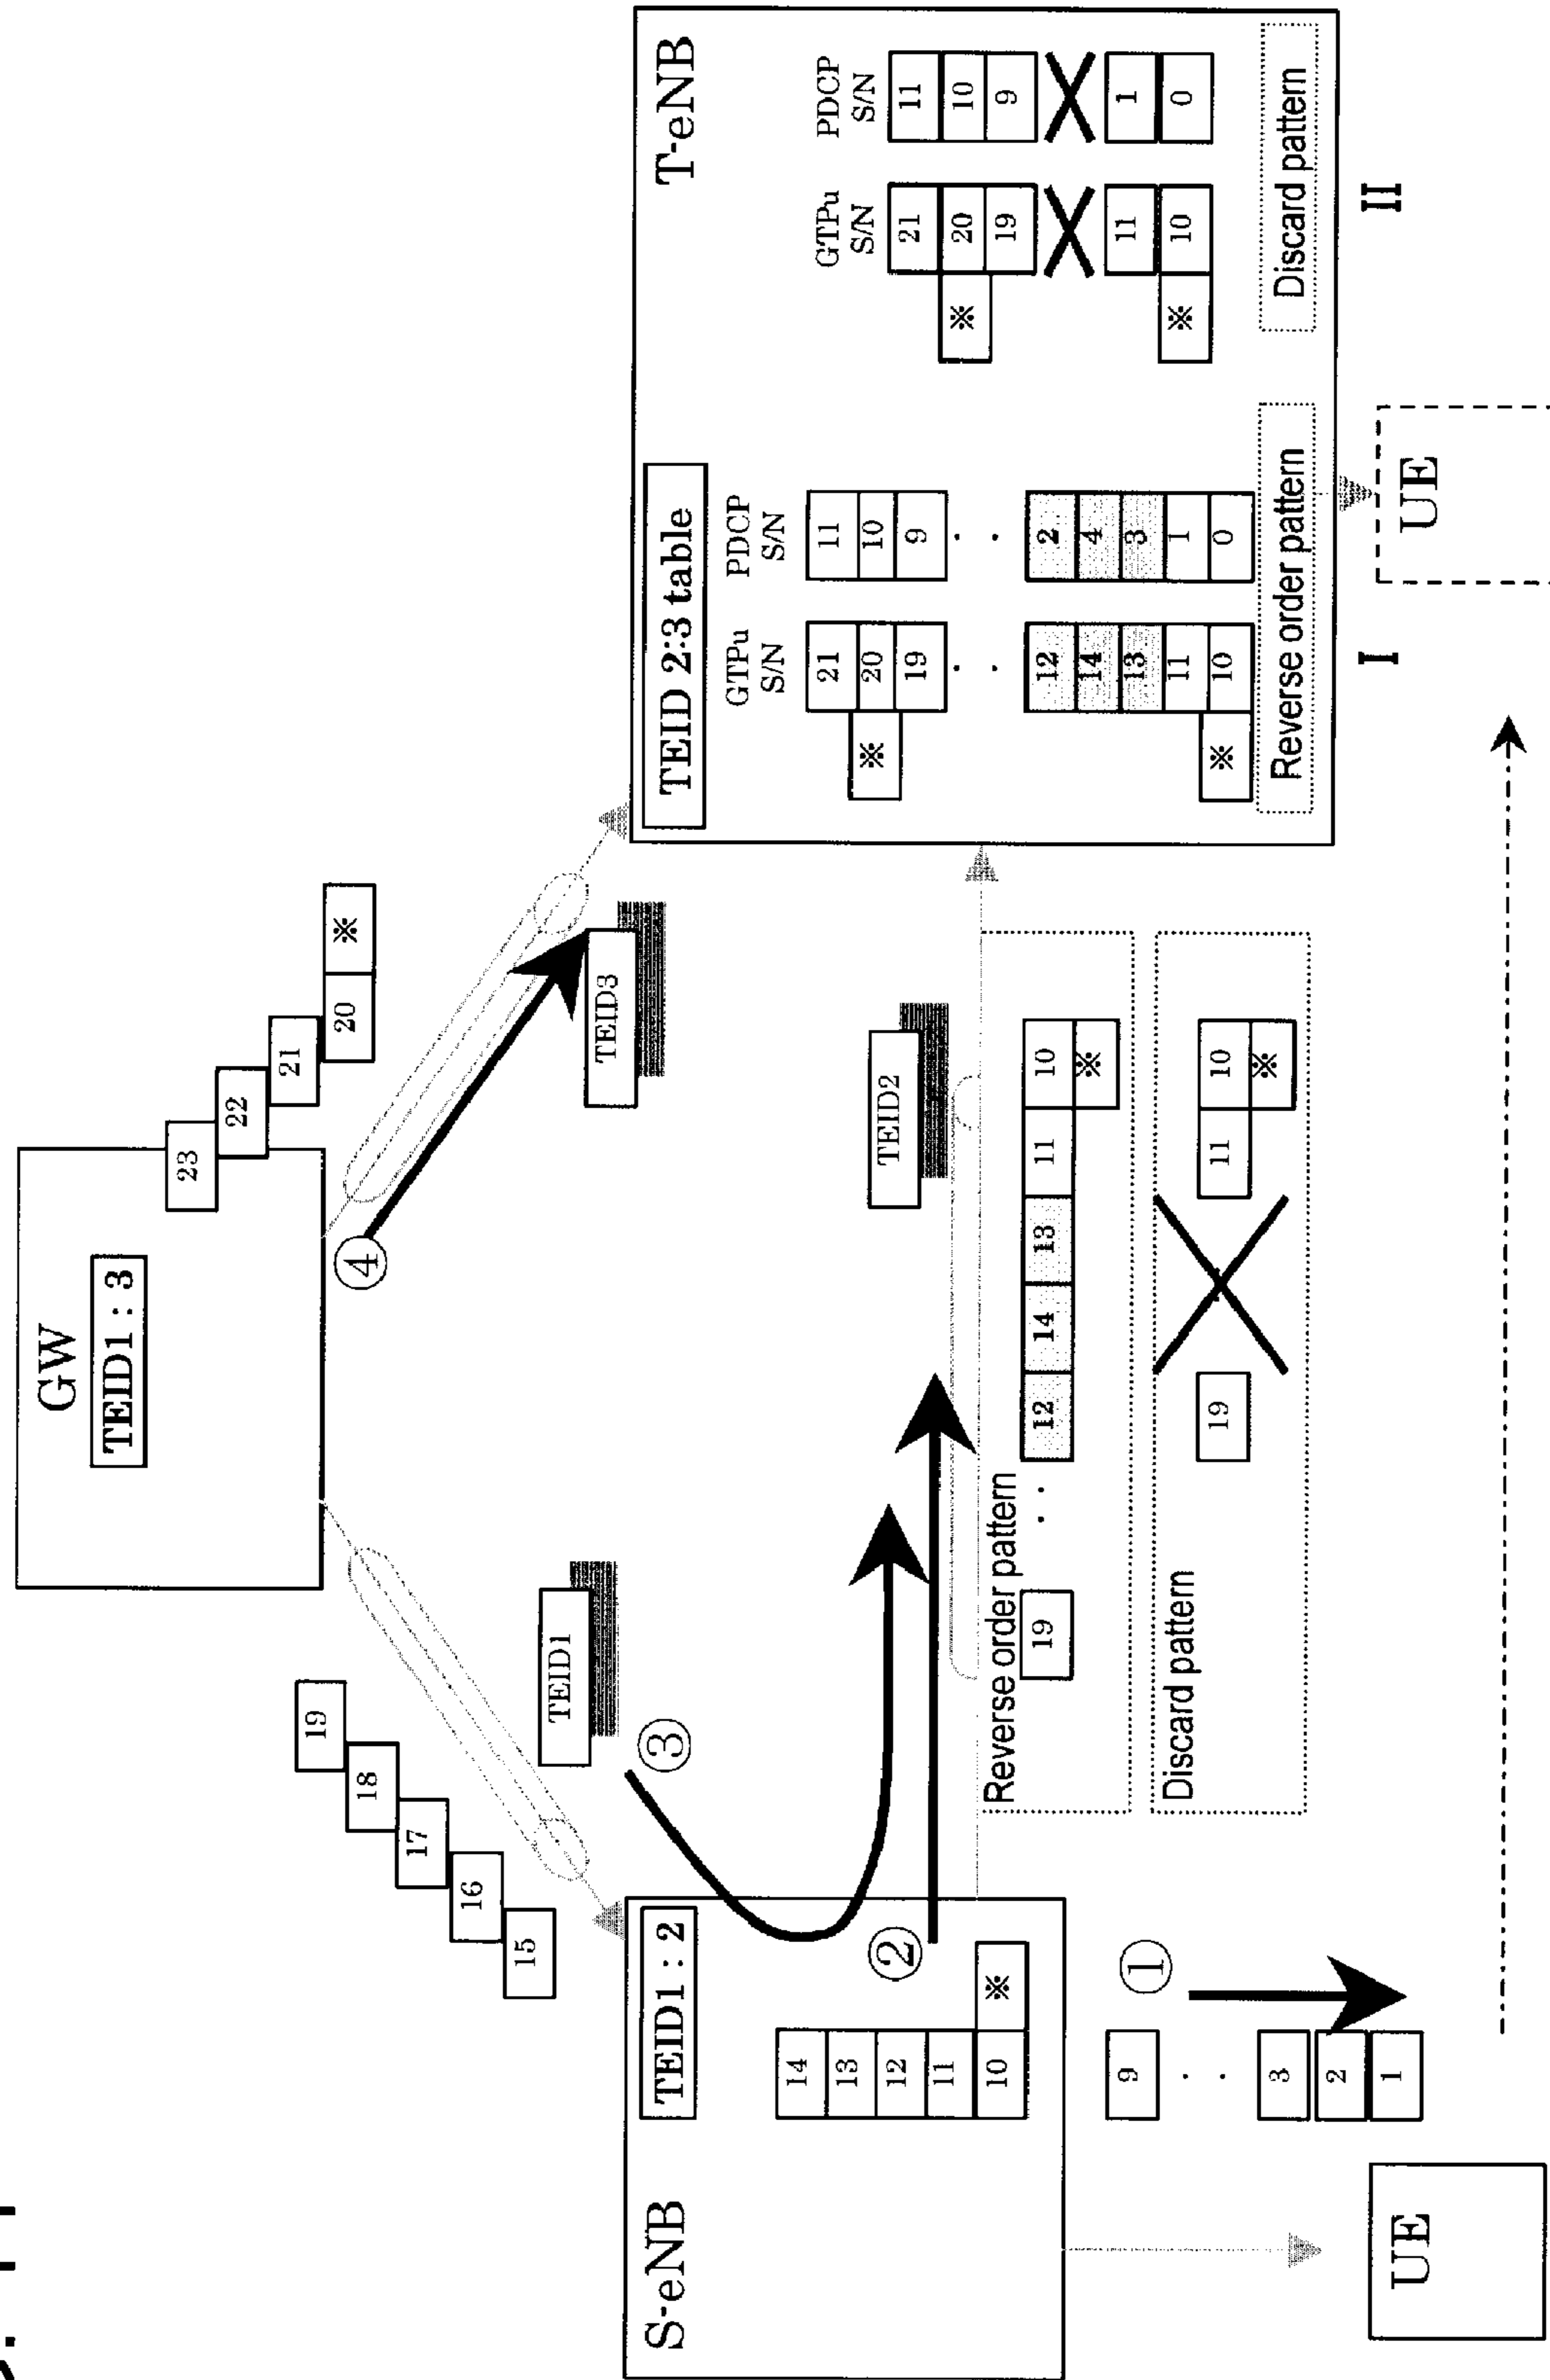 GW
TEID1 : 3
23
22
21
20 ※
19
18
17
16
15
TEID1
TEID3
④
③
S-eNB
TEID1 : 2
14
13
12
11
10 ※
②
TEID2
Reverse order pattern
19 · · 12 14 13 11 10
※
Discard pattern
19 11 10
※
T-eNB
TEID 2:3 table
GTPu S/N
PDCP S/N
21 11
※ 20 10
19 9
· ·
· ·
12 2
14 4
13 3
11 1
※ 10 0
Reverse order pattern
I
GTPu S/N
PDCP S/N
21 11
※ 20 10
19 9
11 1
※ 10 0
Discard pattern
II
①
9
·
·
3
2
1
UE
UE